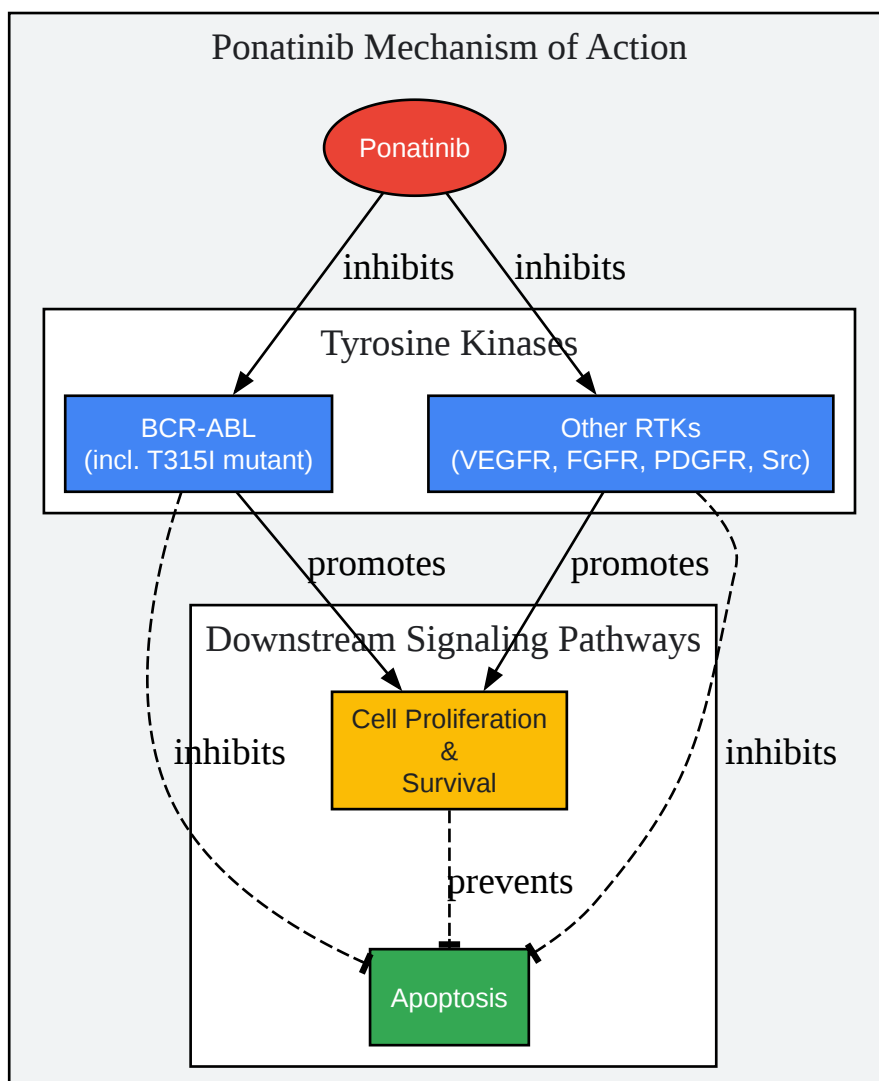 Ponatinib Mechanism of Action
Ponatinib
inhibits
inhibits
Tyrosine Kinases
BCR-ABL
(incl. T315I mutant)
Other RTKs
(VEGFR, FGFR, PDGFR, Src)
promotes
promotes
Downstream Signaling Pathways
Cell Proliferation
&
Survival
inhibits
inhibits
prevents
Apoptosis